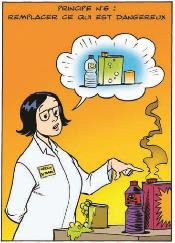 PRINCIPE N°6 :
REMPLACER CE QUI EST DANGEREUX